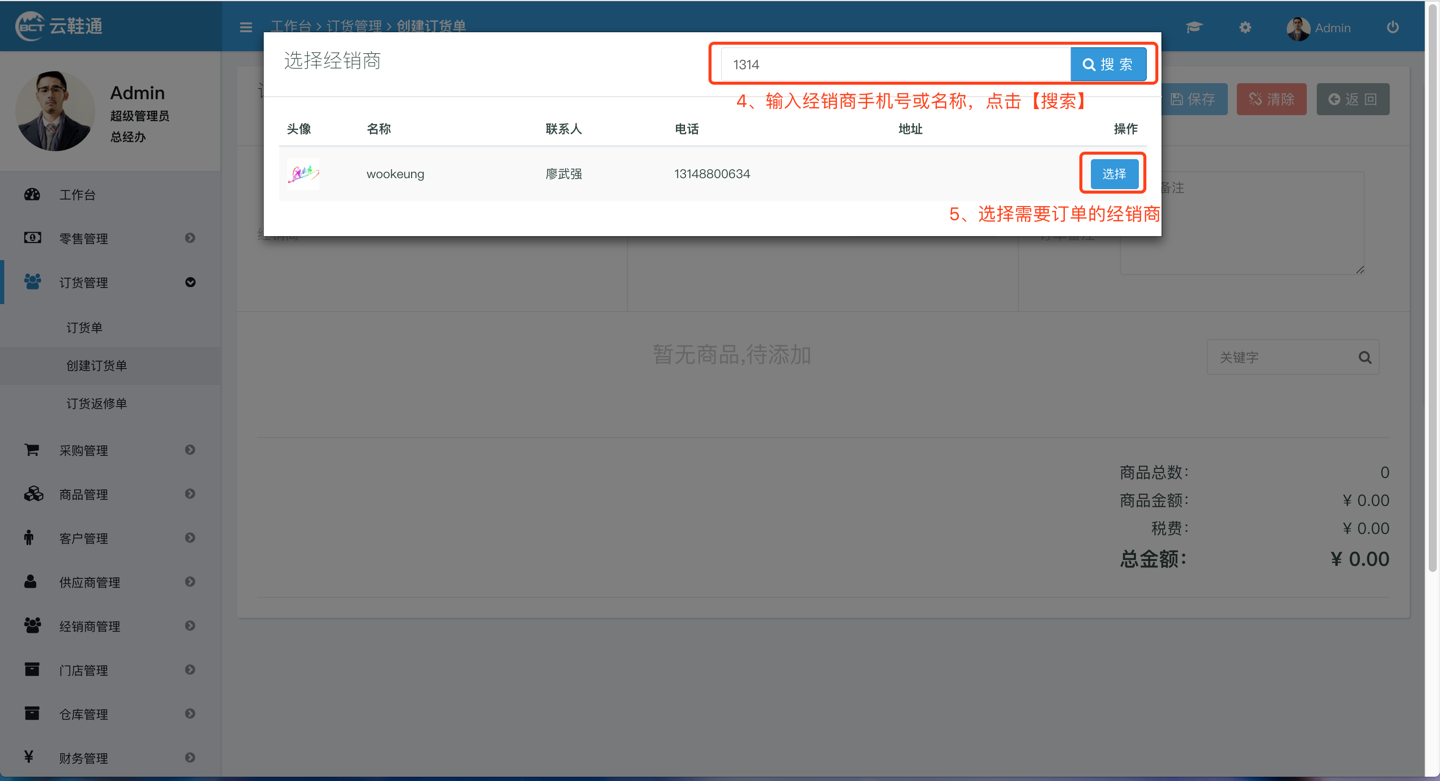 BCT 云鞋通
工作台 > 订货管理 > 创建订货单
Admin
选择经销商
1314
搜 索
4、输入经销商手机号或名称，点击【搜索】
保存
清除
返 回
Admin
超级管理员
总经办
头像 名称 联系人 电话 地址 操作
wookeung 廖武强 13148800634 选择
备注
5、选择需要订单的经销商
工作台
零售管理
订货管理
订货单
创建订货单
订货返修单
采购管理
商品管理
客户管理
供应商管理
经销商管理
门店管理
仓库管理
财务管理
暂无商品,待添加
关键字
商品总数： 0
商品金额： ¥ 0.00
税费： ¥ 0.00
总金额： ¥ 0.00